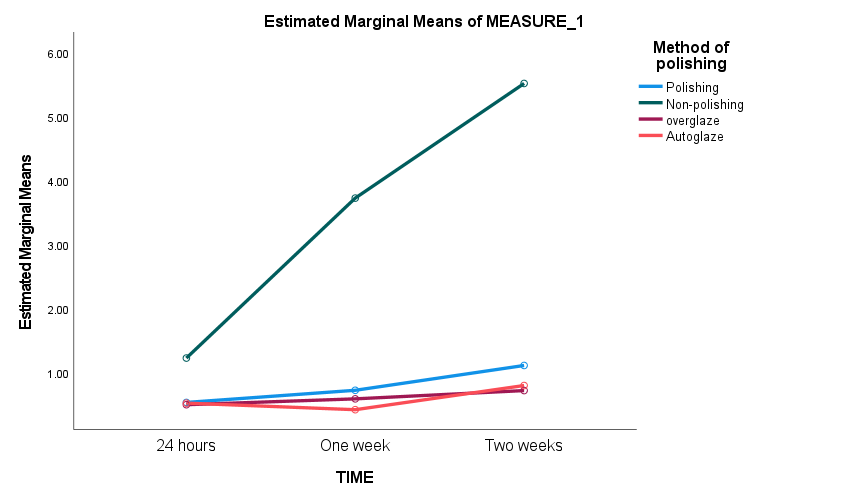 Estimated Marginal Means of MEASURE_1
Method of
polishing
Polishing
Non-polishing
overglaze
Autoglaze
Estimated Marginal Means
6.00
5.00
4.00
3.00
2.00
1.00
24 hours
One week
Two weeks
TIME